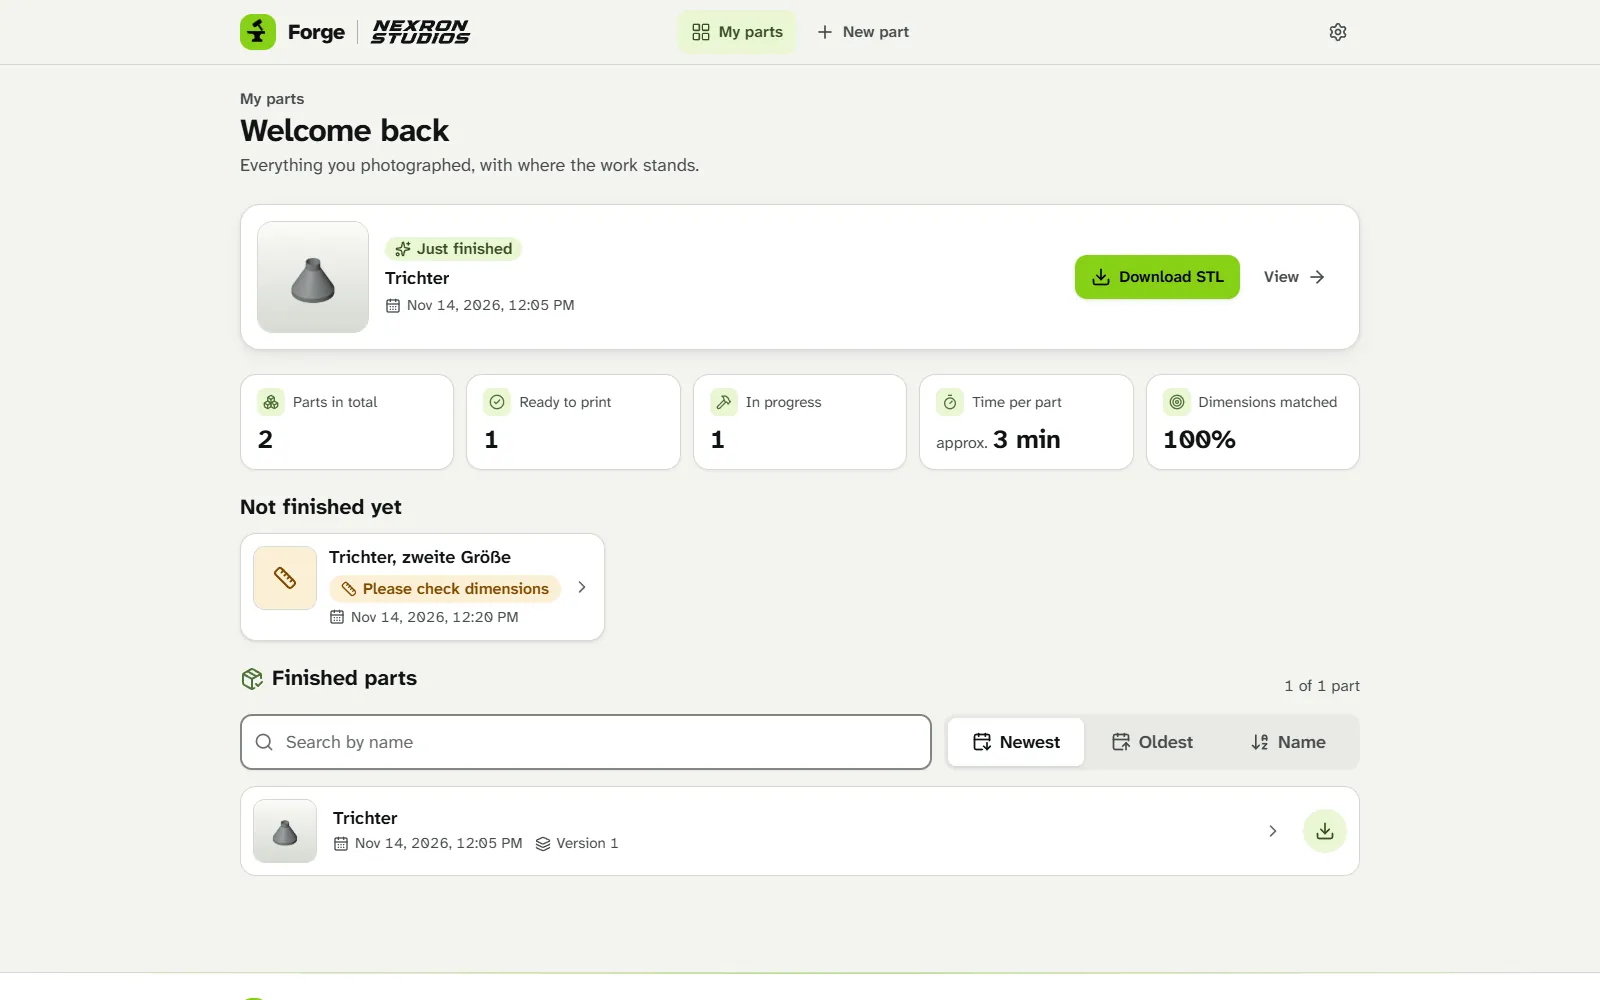 Forge
NEXRON STUDIOS
My parts
New part
My parts
Welcome back
Everything you photographed, with where the work stands.
Just finished
Trichter
Nov 14, 2026, 12:05 PM
Download STL
View
Parts in total
2
Ready to print
1
In progress
1
Time per part
approx. 3 min
Dimensions matched
100%
Not finished yet
Trichter, zweite Größe
Please check dimensions
Nov 14, 2026, 12:20 PM
Finished parts
1 of 1 part
Search by name
Newest
Oldest
Name
Trichter
Nov 14, 2026, 12:05 PM
Version 1